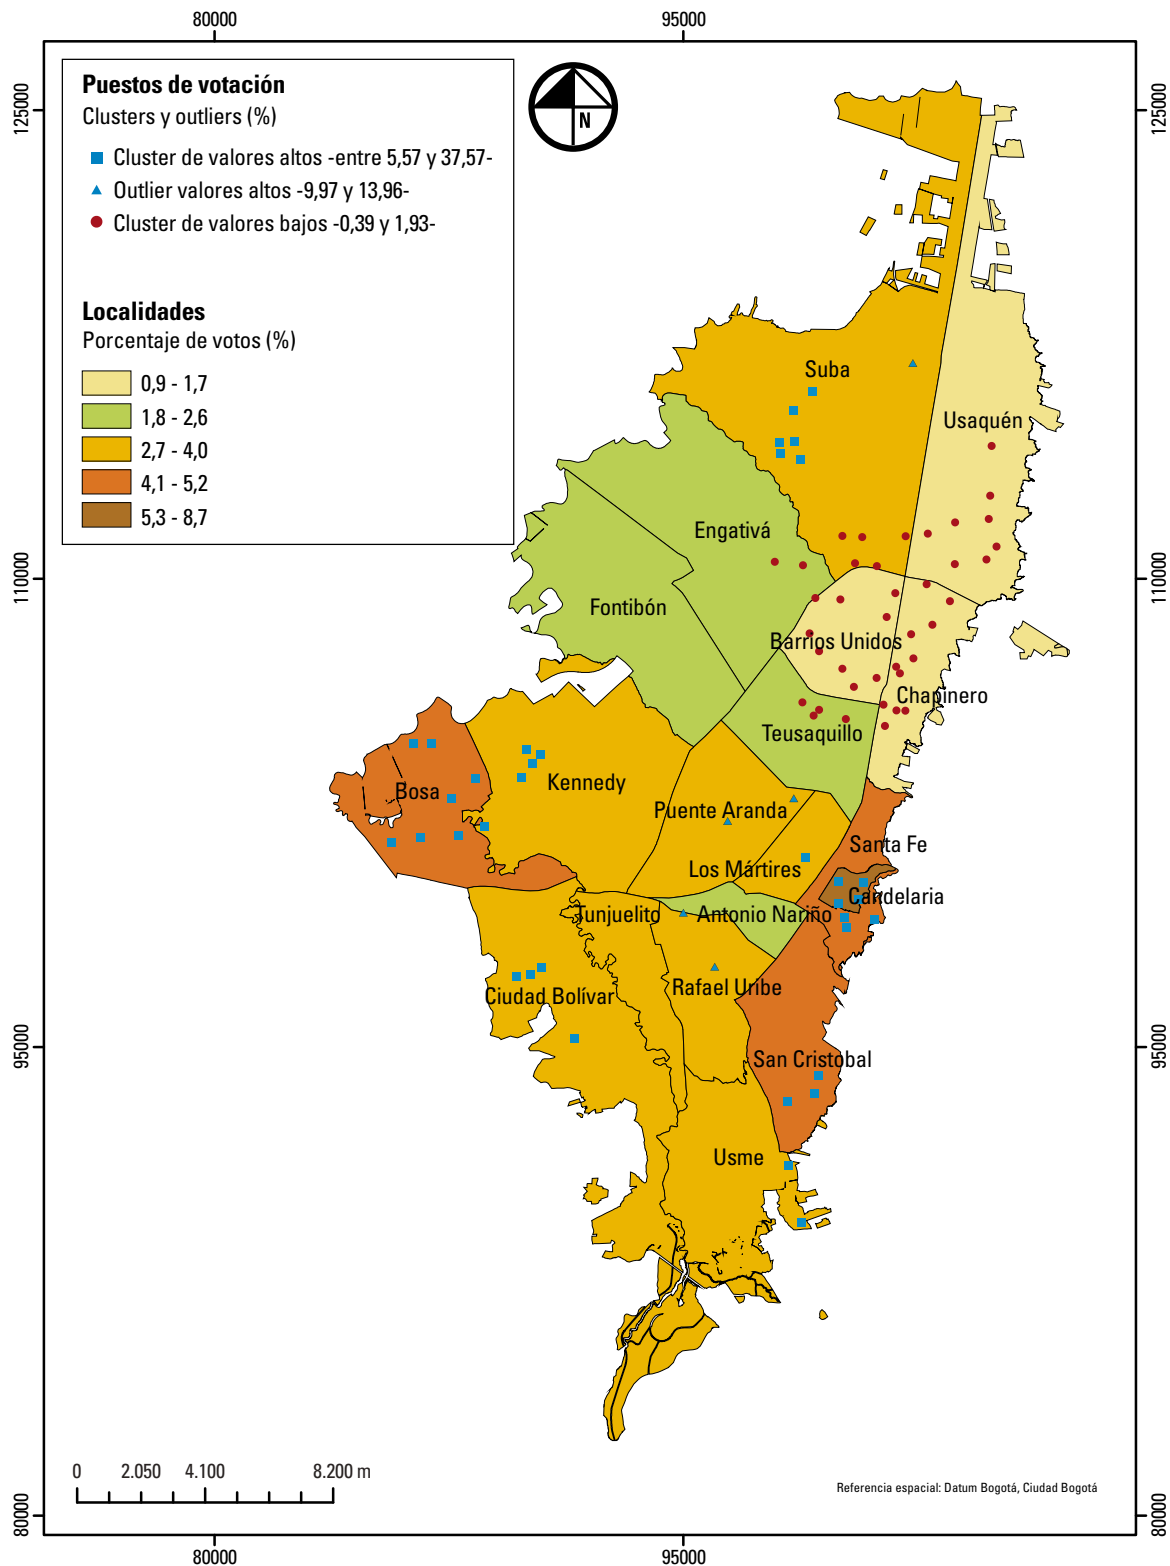 80000
95000
125000
125000
Puestos de votación
Clusters y outliers (%)
Cluster de valores altos -entre 5,57 y 37,57-
Outlier valores altos -9,97 y 13,96-
Cluster de valores bajos -0,39 y 1,93-
N
Localidades
Porcentaje de votos (%)
0,9 - 1,7
1,8 - 2,6
2,7 - 4,0
4,1 - 5,2
5,3 - 8,7
Suba
Usaquén
Engativá
110000
110000
Fontibón
Barrios Unidos
Chapinero
Teusaquillo
Kennedy
Bosa
Puente Aranda
Santa Fe
Los Mártires
Candelaria
Tunjuelito
Antonio Nariño
Rafael Uribe
Ciudad Bolívar
95000
95000
San Cristobal
Usme
0
2.050
4.100
8.200 m
Referencia espacial: Datum Bogotá, Ciudad Bogotá
80000
80000
80000
95000